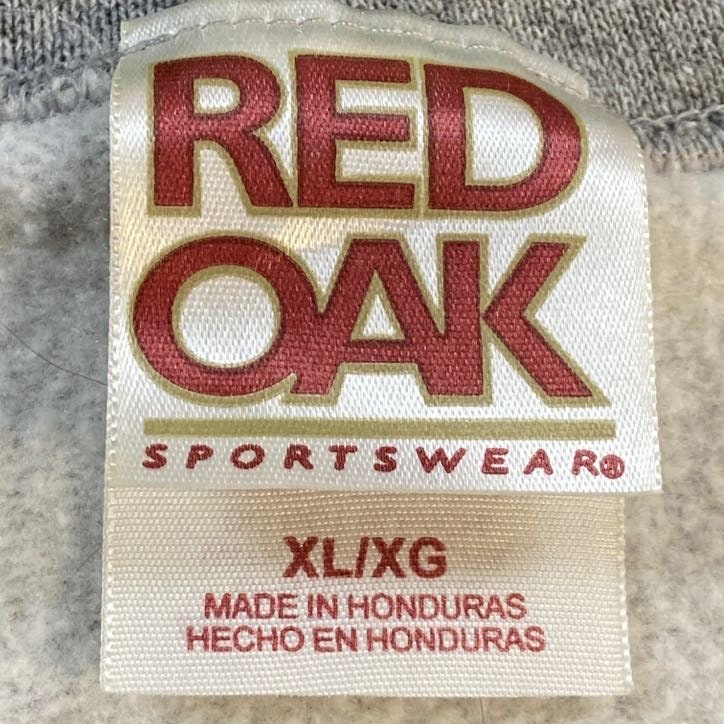 RED
OAK
SPORTSWEAR®
XL/XG
MADE IN HONDURAS
HECHO EN HONDURAS